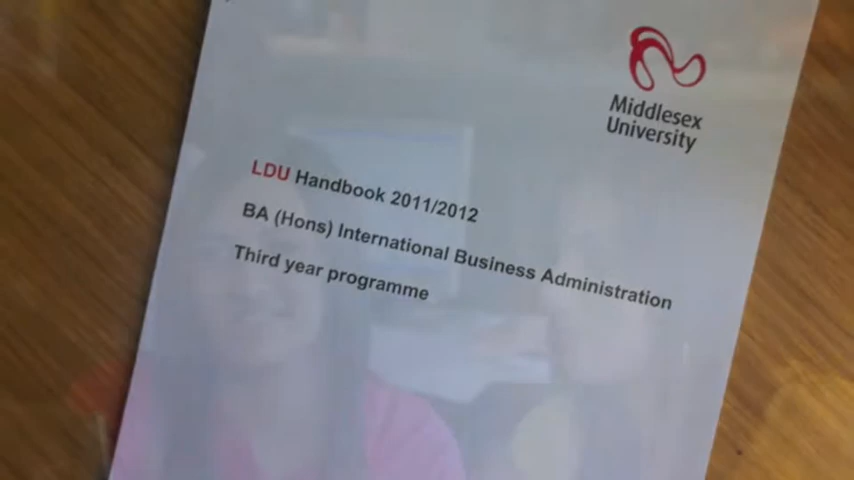 Middlesex
University
LDU Handbook 2011/2012
BA (Hons) International Business Administration
Third year programme